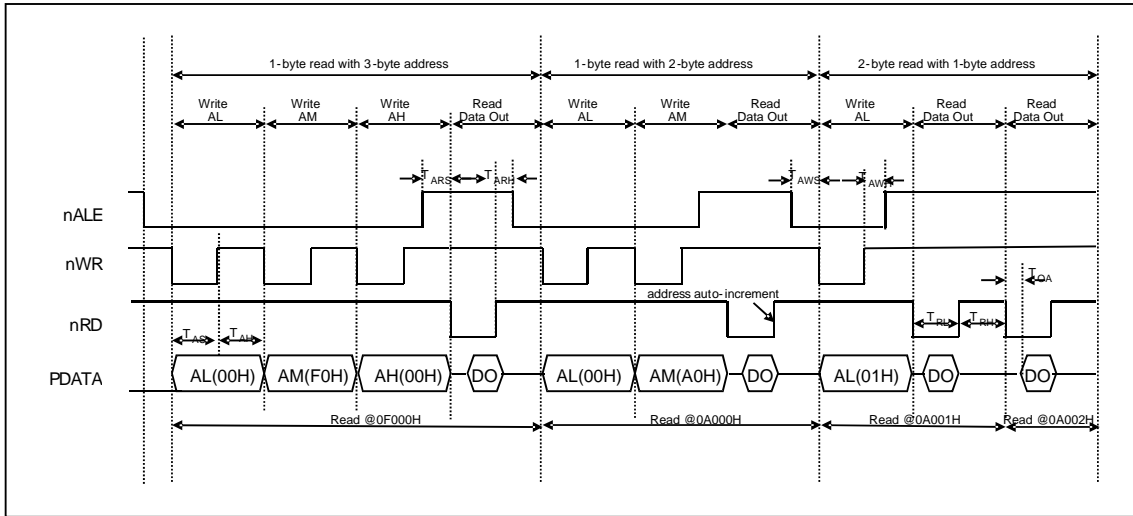 1-byte read with 3-byte address 1-byte read with 2-byte address 2-byte read with 1-byte address
Write AL Write AM Write AH Read Data Out Write AL Write AM Read Data Out Write AL Read Data Out Read Data Out
TARS TARH TAWS TAWH
nALE
nWR
TOA
address auto-increment
nRD
TAS TAH TRL TRH
PDATA AL(00H) AM(F0H) AH(00H) DO AL(00H) AM(A0H) DO AL(01H) DO DO
Read @0F000H Read @0A000H Read @0A001H Read @0A002H